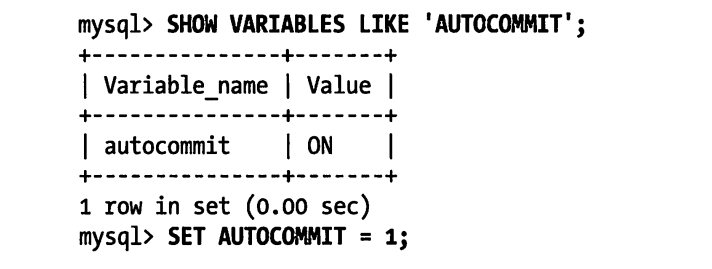 mysql> SHOW VARIABLES LIKE 'AUTOCOMMIT';
+---------------+-------+
| Variable_name | Value |
+---------------+-------+
| autocommit    | ON    |
+---------------+-------+
1 row in set (0.00 sec)
mysql> SET AUTOCOMMIT = 1;